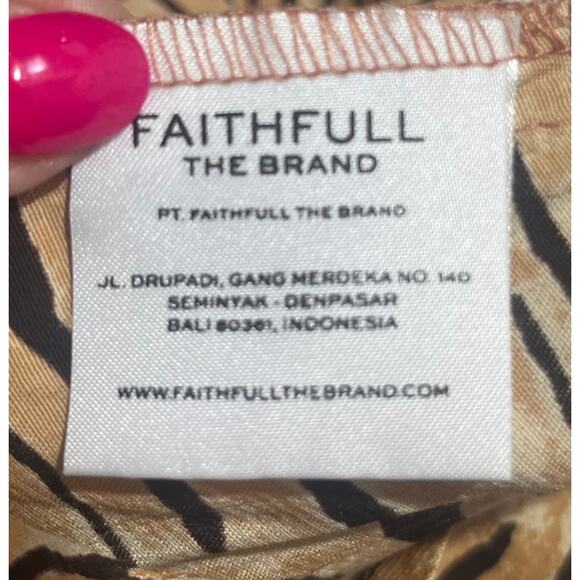 FAITHFULL
THE BRAND
PT. FAITHFULL THE BRAND
JL. DRUPADI, GANG MERDEKA NO. 14D
SEMINYAK - DENPASAR
BALI 80361, INDONESIA
WWW.FAITHFULLTHEBRAND.COM